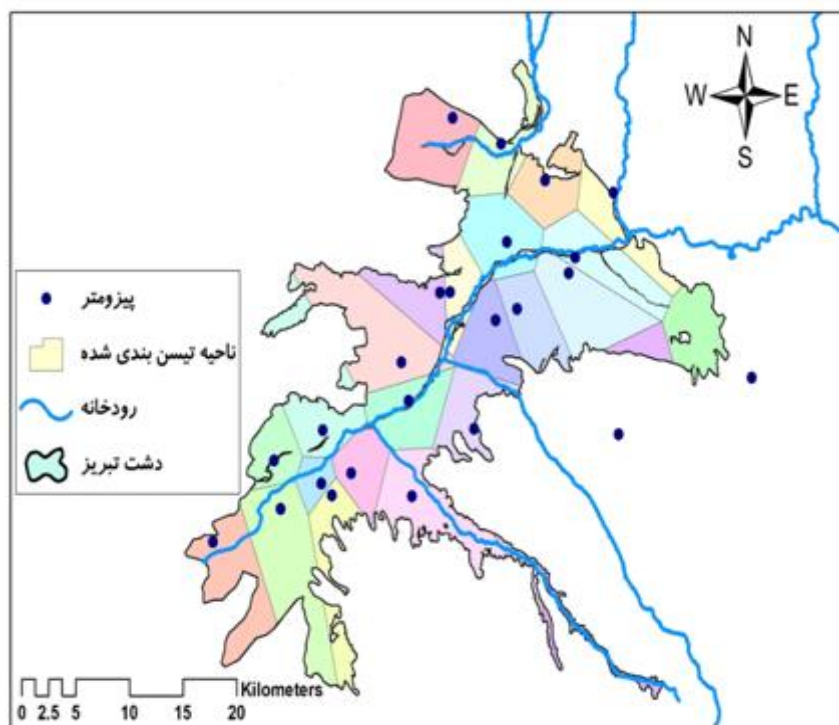 N
W E
S
پیزومتر
ناحیه تیسن بندی شده
رودخانه
دشت تبریز
Kilometers
0 2.5 5 10 15 20